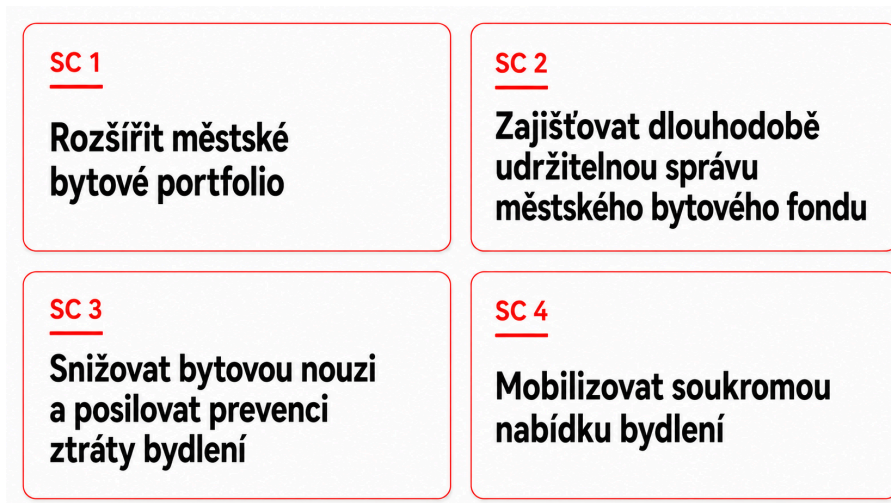 SC 1
Rozšířit městské
bytové portfolio
SC 2
Zajišťovat dlouhodobě
udržitelnou správu
městského bytového fondu
SC 3
Snižovat bytovou nouzi
a posilovat prevenci
ztráty bydlení
SC 4
Mobilizovat soukromou
nabídku bydlení